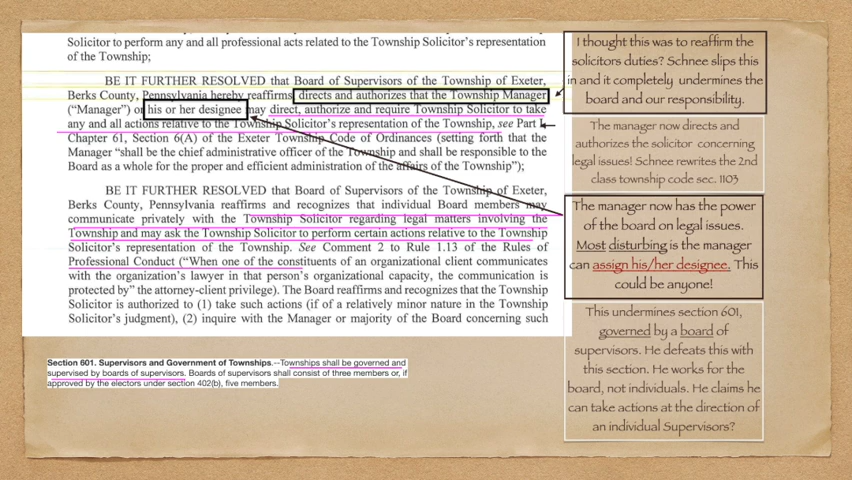 Solicitor to perform any and all professional acts related to the Township Solicitor's representation
of the Township;
BE IT FURTHER RESOLVED that Board of Supervisors of the Township of Exeter,
Berks County, Pennsylvania hereby reaffirms, directs and authorizes that the Township Manager
("Manager") or his or her designee may direct, authorize and require Township Solicitor to take
any and all actions relative to the Township Solicitor's representation of the Township, see Part I,
Chapter 61, Section 6(A) of the Exeter Township Code of Ordinances (setting forth that the
Manager "shall be the chief administrative officer of the Township and shall be responsible to the
Board as a whole for the proper and efficient administration of the affairs of the Township");
BE IT FURTHER RESOLVED that Board of Supervisors of the Township of Exeter,
Berks County, Pennsylvania reaffirms and recognizes that individual Board members may
communicate privately with the Township Solicitor regarding legal matters involving the
Township and may ask the Township Solicitor to perform certain actions relative to the Township
Solicitor's representation of the Township. See Comment 2 to Rule 1.13 of the Rules of
Professional Conduct ("When one of the constituents of an organizational client communicates
with the organization's lawyer in that person's organizational capacity, the communication is
protected by" the attorney-client privilege). The Board reaffirms and recognizes that the Township
Solicitor is authorized to (1) take such actions (if of a relatively minor nature in the Township
Solicitor's judgment), (2) inquire with the Manager or majority of the Board concerning such
Section 601. Supervisors and Government of Townships.--Townships shall be governed and
supervised by boards of supervisors. Boards of supervisors shall consist of three members or, if
approved by the electors under section 402(b), five members.
I thought this was to reaffirm the
solicitors duties? Schnee slips this
in and it completely undermines the
board and our responsibility.
The manager now directs and
authorizes the solicitor concerning
legal issues! Schnee rewrites the 2nd
class township code sec. 1103
The manager now has the power
of the board on legal issues.
Most disturbing is the manager
can assign his/her designee. This
could be anyone!
This undermines section 601,
governed by a board of
supervisors. He defeats this with
this section. He works for the
board, not individuals. He claims he
can take actions at the direction of
an individual Supervisors?